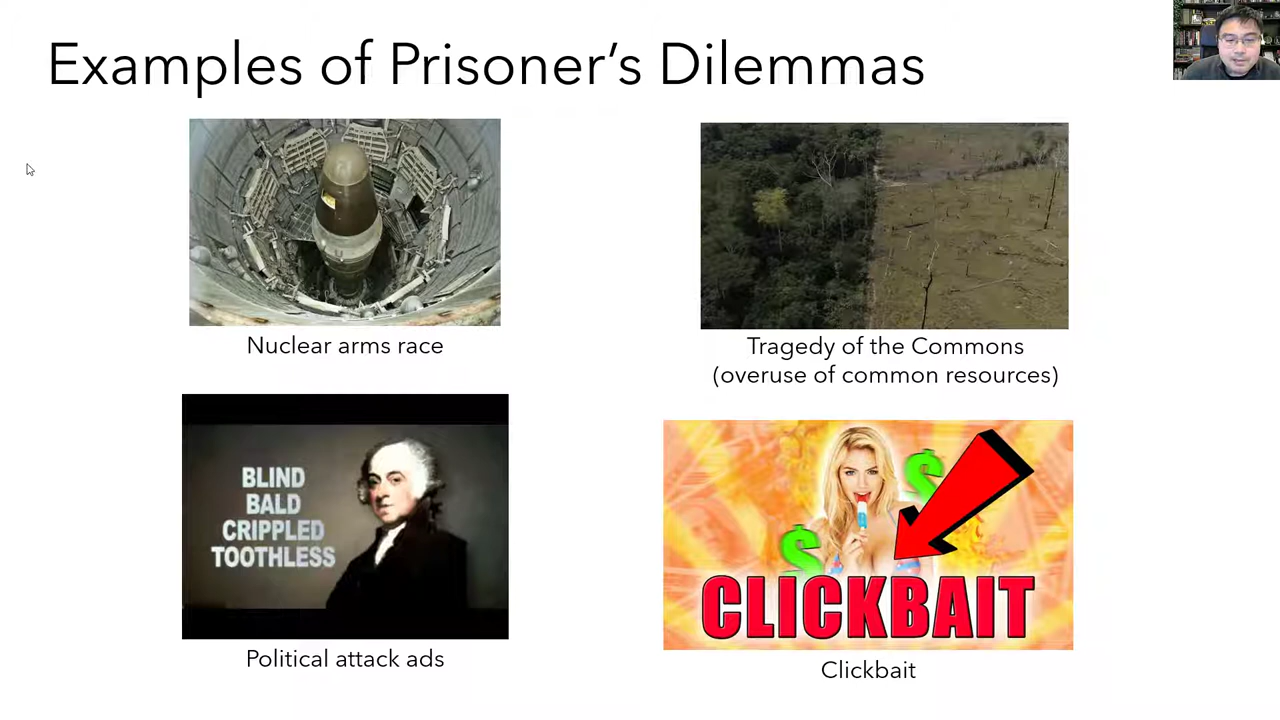 Examples of Prisoner's Dilemmas
Nuclear arms race
Tragedy of the Commons
(overuse of common resources)
BLIND
BALD
CRIPPLED
TOOTHLESS
Political attack ads
$
$
CLICKBAIT
Clickbait